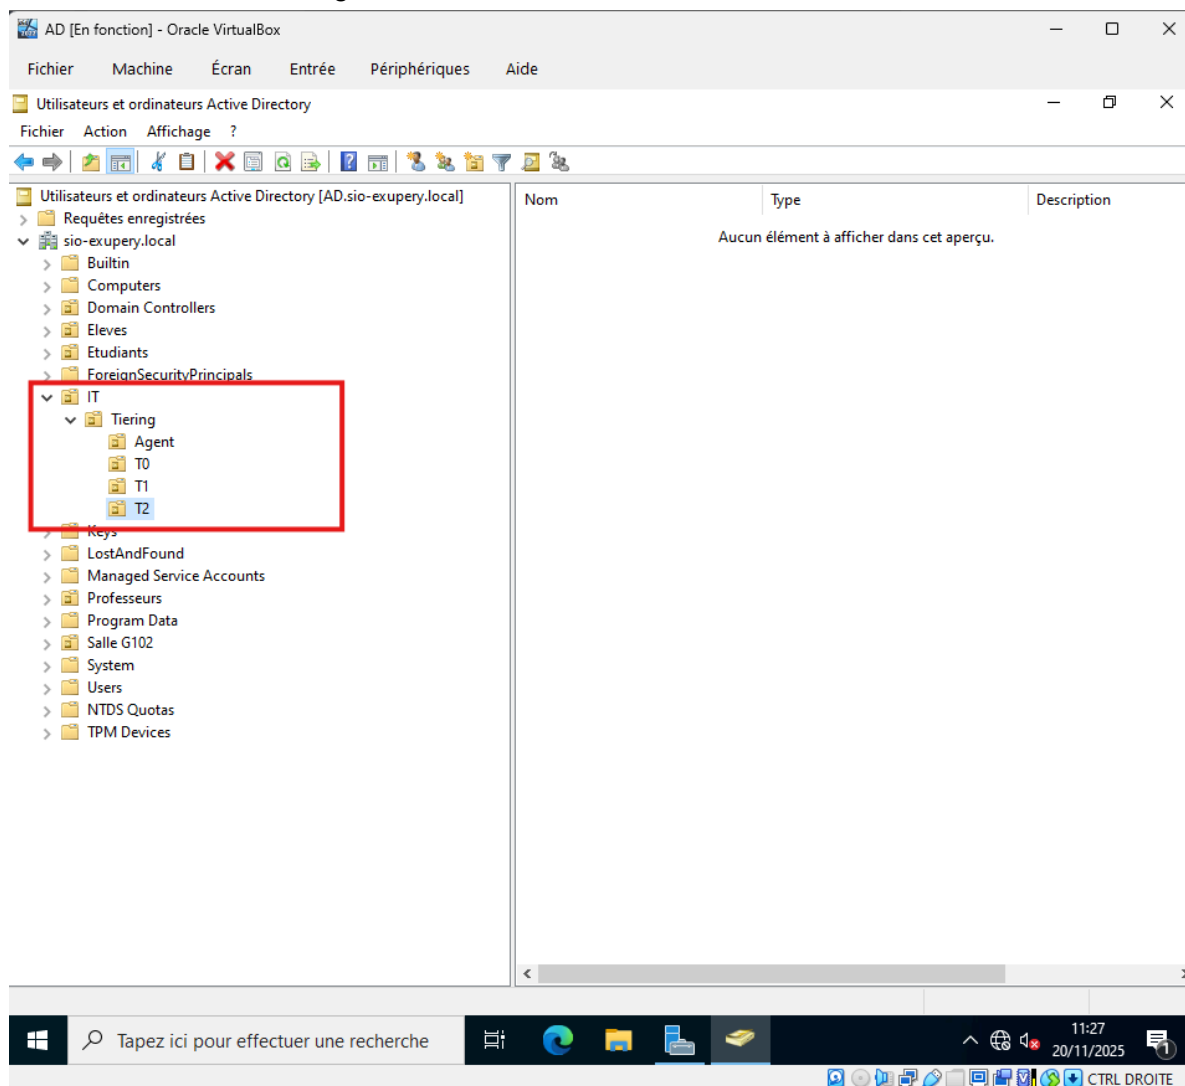 AD [En fonction] - Oracle VirtualBox
Fichier Machine Écran Entrée Périphériques Aide
Utilisateurs et ordinateurs Active Directory
Fichier Action Affichage ?
Utilisateurs et ordinateurs Active Directory [AD.sio-exupery.local]
Nom Type Description
Requêtes enregistrées
sio-exupery.local
Aucun élément à afficher dans cet aperçu.
Builtin
Computers
Domain Controllers
Eleves
Etudiants
ForeignSecurityPrincipals
IT
Tiering
Agent
T0
T1
T2
Keys
LostAndFound
Managed Service Accounts
Professeurs
Program Data
Salle G102
System
Users
NTDS Quotas
TPM Devices
Tapez ici pour effectuer une recherche
11:27
20/11/2025
1
CTRL DROITE